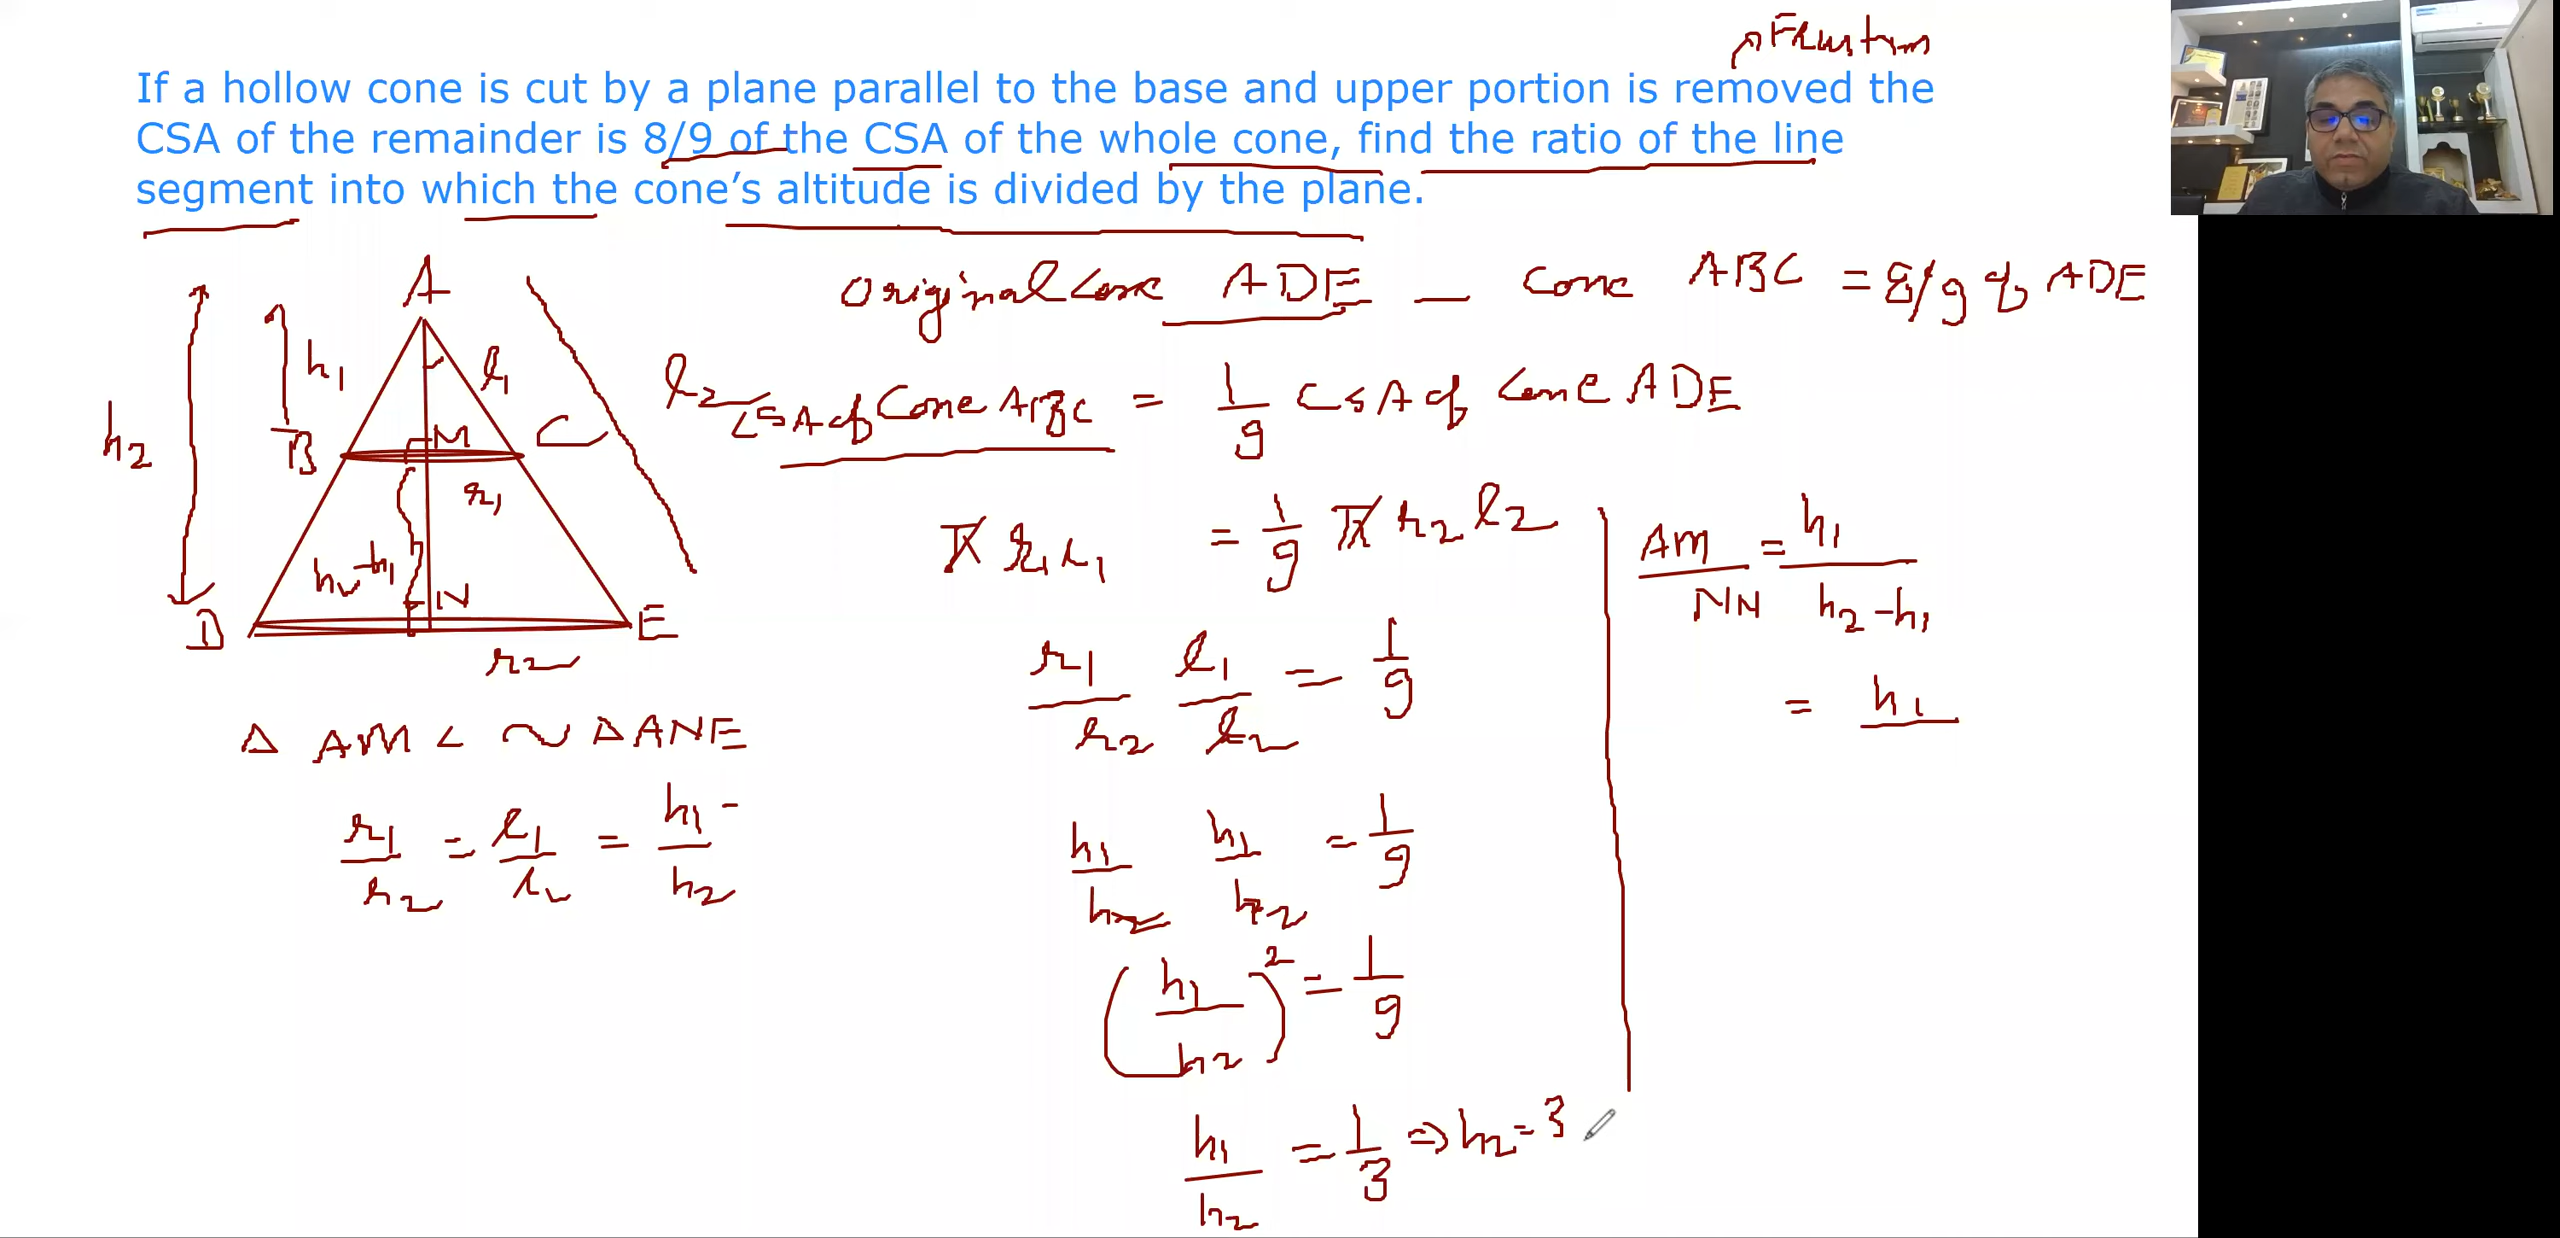 Frustum
If a hollow cone is cut by a plane parallel to the base and upper portion is removed the
CSA of the remainder is 8/9 of the CSA of the whole cone, find the ratio of the line
segment into which the cone’s altitude is divided by the plane.
Original Cone ADE — Cone ABC = 8/9 of ADE
A
h1
l1
l2
h2
B
M
C
r1
h2-h1
N
D
E
r2
CSA of Cone ABC = 1/9 CSA of Cone ADE
π r1 l1 = 1/9 π r2 l2
r1/r2 l1/l2 = 1/9
h1/h2 h1/h2 = 1/9
(h1/h2)² = 1/9
h1/h2 = 1/3 ⇒ h2 = 3
Δ AMC ~ Δ ANE
r1/r2 = l1/l2 = h1/h2
AM/NN = h1/h2-h1
= h1